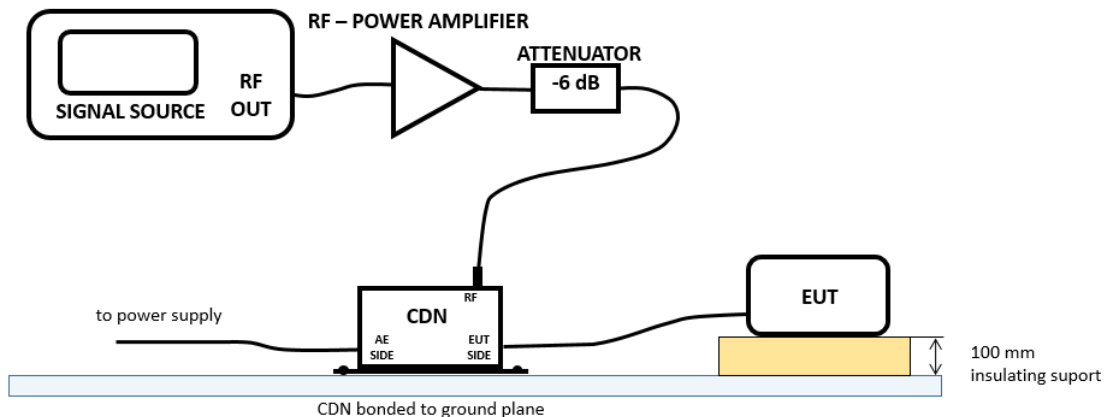 RF – POWER AMPLIFIER
ATTENUATOR
-6 dB
RF
OUT
SIGNAL SOURCE
RF
CDN
EUT
to power supply
AE
SIDE
EUT
SIDE
100 mm
insulating suport
CDN bonded to ground plane